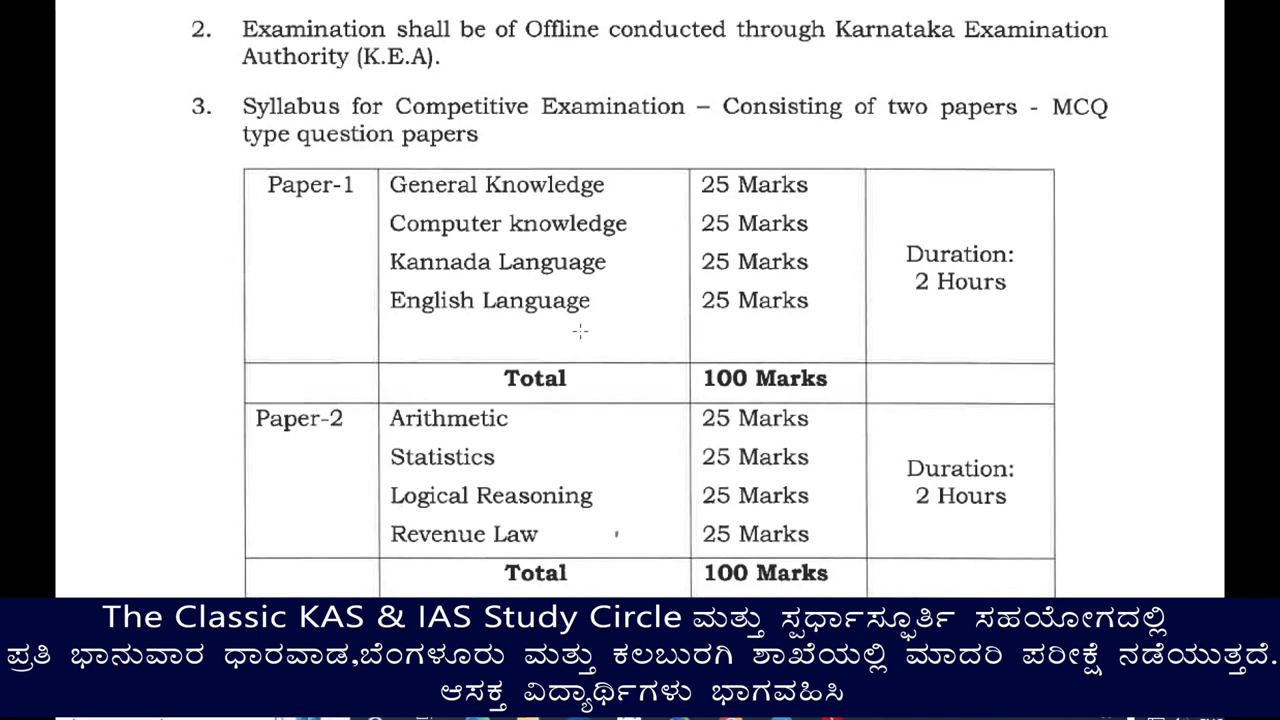 2. Examination shall be of Offline conducted through Karnataka Examination
Authority (K.E.A).
3. Syllabus for Competitive Examination – Consisting of two papers - MCQ
type question papers
Paper-1 General Knowledge 25 Marks
Computer knowledge 25 Marks
Kannada Language 25 Marks
English Language 25 Marks
Duration:
2 Hours
Total 100 Marks
Paper-2 Arithmetic 25 Marks
Statistics 25 Marks
Logical Reasoning 25 Marks
Revenue Law 25 Marks
Duration:
2 Hours
Total 100 Marks
The Classic KAS & IAS Study Circle ಮತ್ತು ಸ್ಪರ್ಧಾಸ್ಫೂರ್ತಿ ಸಹಯೋಗದಲ್ಲಿ
ಪ್ರತಿ ಭಾನುವಾರ ಧಾರವಾಡ,ಬೆಂಗಳೂರು ಮತ್ತು ಕಲಬುರಗಿ ಶಾಖೆಯಲ್ಲಿ ಮಾದರಿ ಪರೀಕ್ಷೆ ನಡೆಯುತ್ತದೆ.
ಆಸಕ್ತ ವಿದ್ಯಾರ್ಥಿಗಳು ಭಾಗವಹಿಸಿ